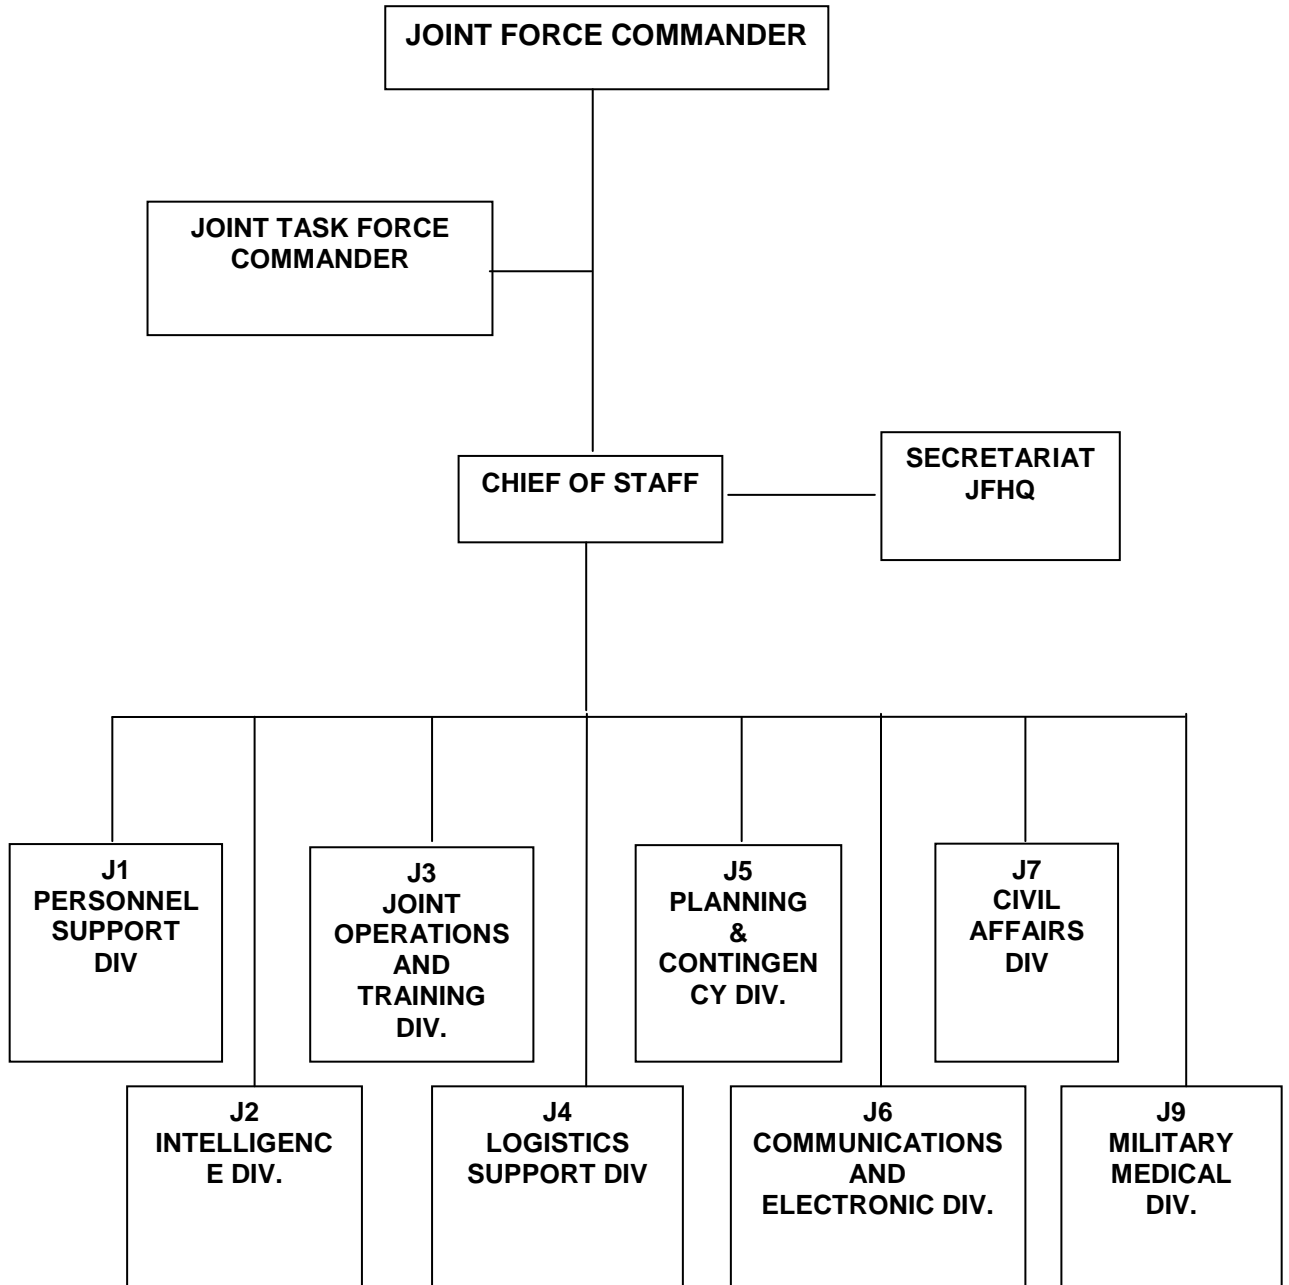 JOINT FORCE COMMANDER
JOINT TASK FORCE
COMMANDER
CHIEF OF STAFF
SECRETARIAT
JFHQ
J1
PERSONNEL
SUPPORT
DIV
J3
JOINT
OPERATIONS
AND
TRAINING
DIV.
J5
PLANNING
&
CONTINGEN
CY DIV.
J7
CIVIL
AFFAIRS
DIV
J2
INTELLIGENC
E DIV.
J4
LOGISTICS
SUPPORT DIV
J6
COMMUNICATIONS
AND
ELECTRONIC DIV.
J9
MILITARY
MEDICAL
DIV.